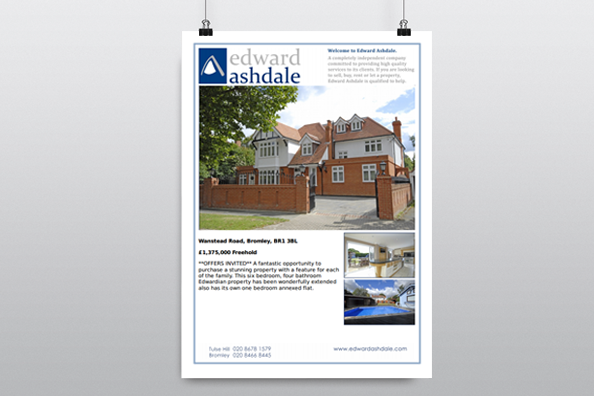 edward
ashdale
Welcome to Edward Ashdale.
A completely independent company
committed to providing high quality
services to its clients. If you are looking
to sell, buy, rent or let a property,
Edward Ashdale is qualified to help.
Wanstead Road, Bromley, BR1 3BL
£1,375,000 Freehold
**OFFERS INVITED** A fantastic opportunity to
purchase a stunning property with a feature for each
of the family. This six bedroom, four bathroom
Edwardian property has been wonderfully extended
also has its own one bedroom annexed flat.
Tulse Hill 020 8678 1579
Bromley 020 8466 8445
www.edwardashdale.com